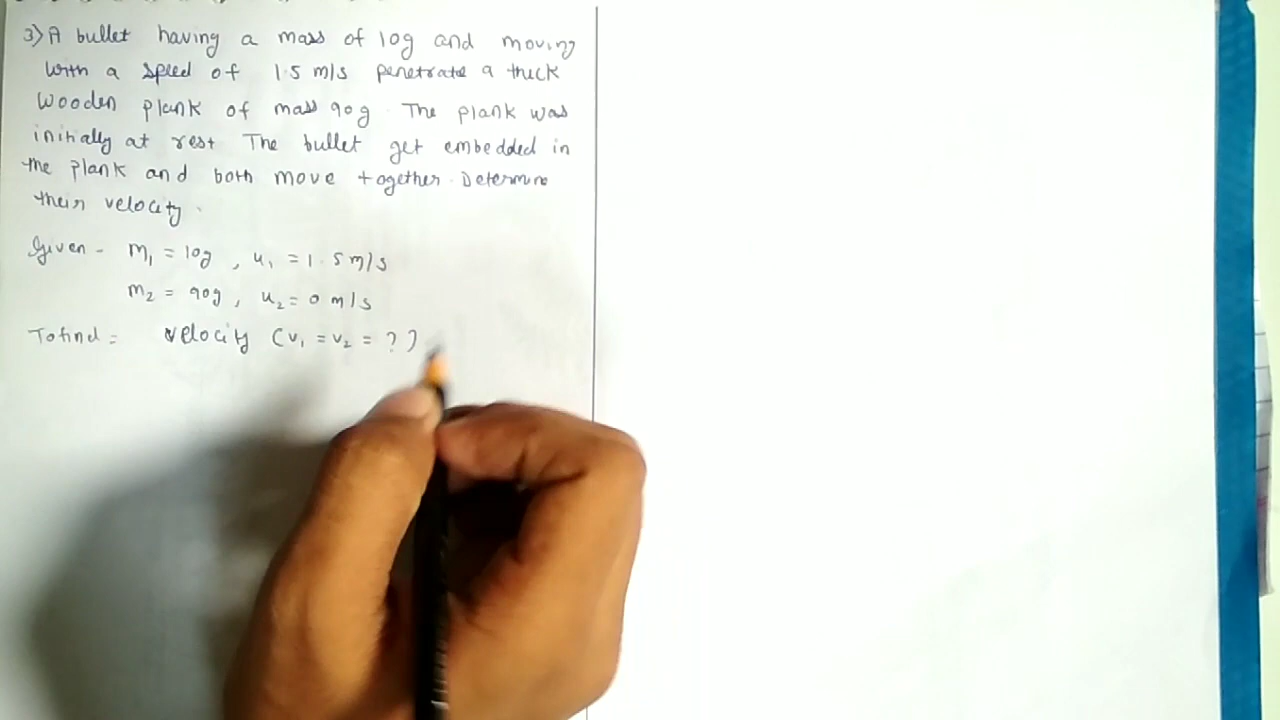 3) A bullet having a mass of 10g and moving
with a speed of 1.5 m/s penetrate a thick
wooden plank of mass 90g. The plank was
initially at rest The bullet get embedded in
the plank and both move together. Determine
their velocity.
Given - m₁ = 10g, u₁ = 1.5 m/s
m₂ = 90g, u₂ = 0 m/s
To find = velocity (v₁ = v₂ = ??)